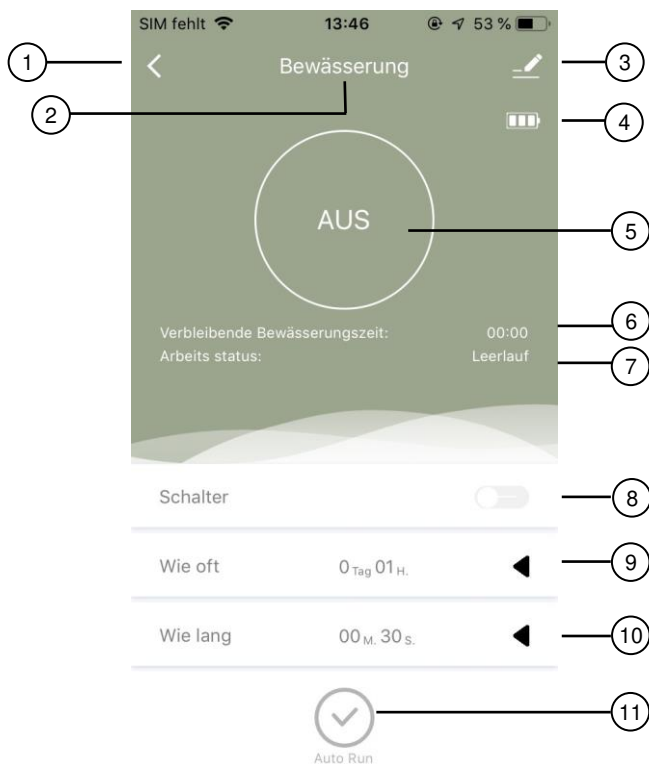 SIM fehlt 13:46 53 %
1 Bewässerung 3
2
4
AUS
5
Verbleibende Bewässerungszeit: 00:00 6
Arbeits status: Leerlauf 7
Schalter 8
Wie oft 0 Tag 01 H. 9
Wie lang 00 M. 30 S. 10
11
Auto Run